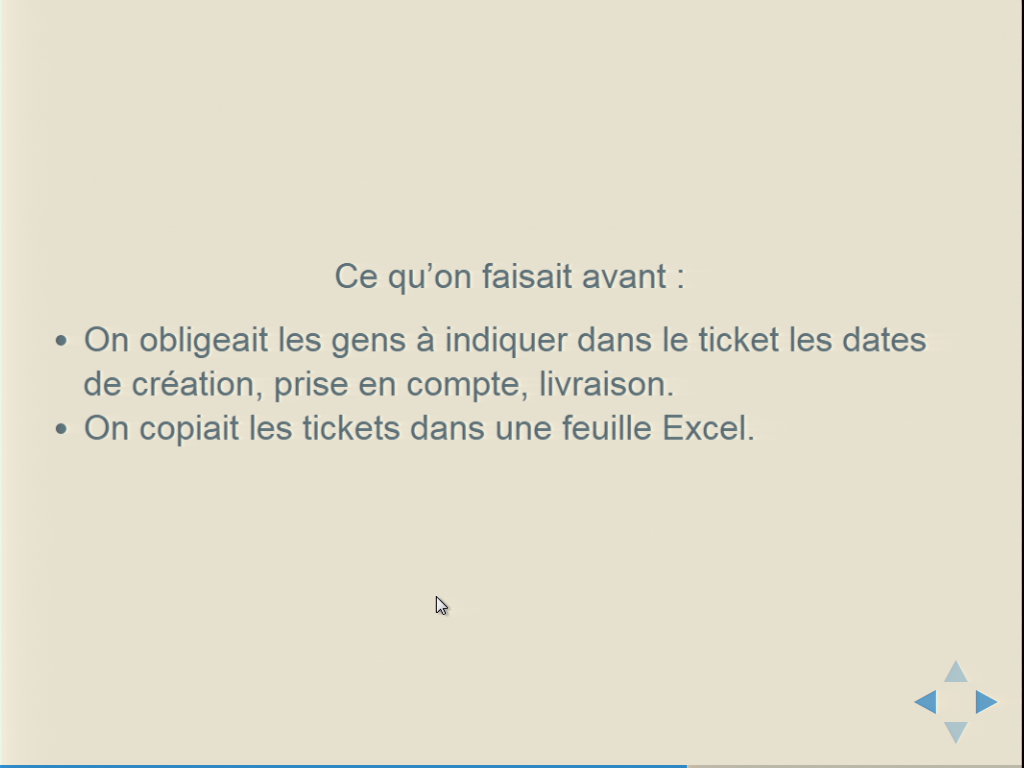 Ce qu’on faisait avant :
• On obligeait les gens à indiquer dans le ticket les dates
de création, prise en compte, livraison.
• On copiait les tickets dans une feuille Excel.